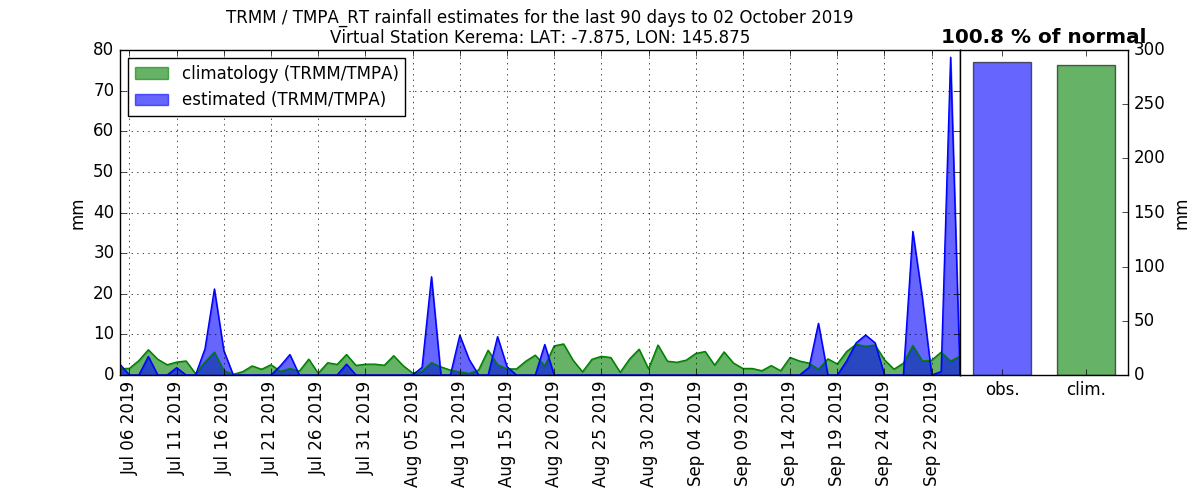 TRMM / TMPA_RT rainfall estimates for the last 90 days to 02 October 2019
Virtual Station Kerema: LAT: -7.875, LON: 145.875
100.8 % of normal
climatology (TRMM/TMPA)
estimated (TRMM/TMPA)
mm
80
70
60
50
40
30
20
10
0
Jul 06 2019
Jul 11 2019
Jul 16 2019
Jul 21 2019
Jul 26 2019
Jul 31 2019
Aug 05 2019
Aug 10 2019
Aug 15 2019
Aug 20 2019
Aug 25 2019
Aug 30 2019
Sep 04 2019
Sep 09 2019
Sep 14 2019
Sep 19 2019
Sep 24 2019
Sep 29 2019
obs.
clim.
300
250
200
150
100
50
0
mm